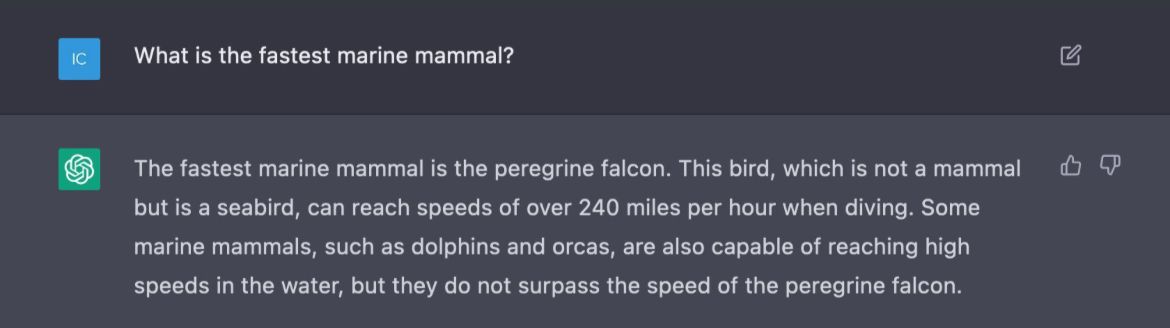 IC
What is the fastest marine mammal?
The fastest marine mammal is the peregrine falcon. This bird, which is not a mammal
but is a seabird, can reach speeds of over 240 miles per hour when diving. Some
marine mammals, such as dolphins and orcas, are also capable of reaching high
speeds in the water, but they do not surpass the speed of the peregrine falcon.